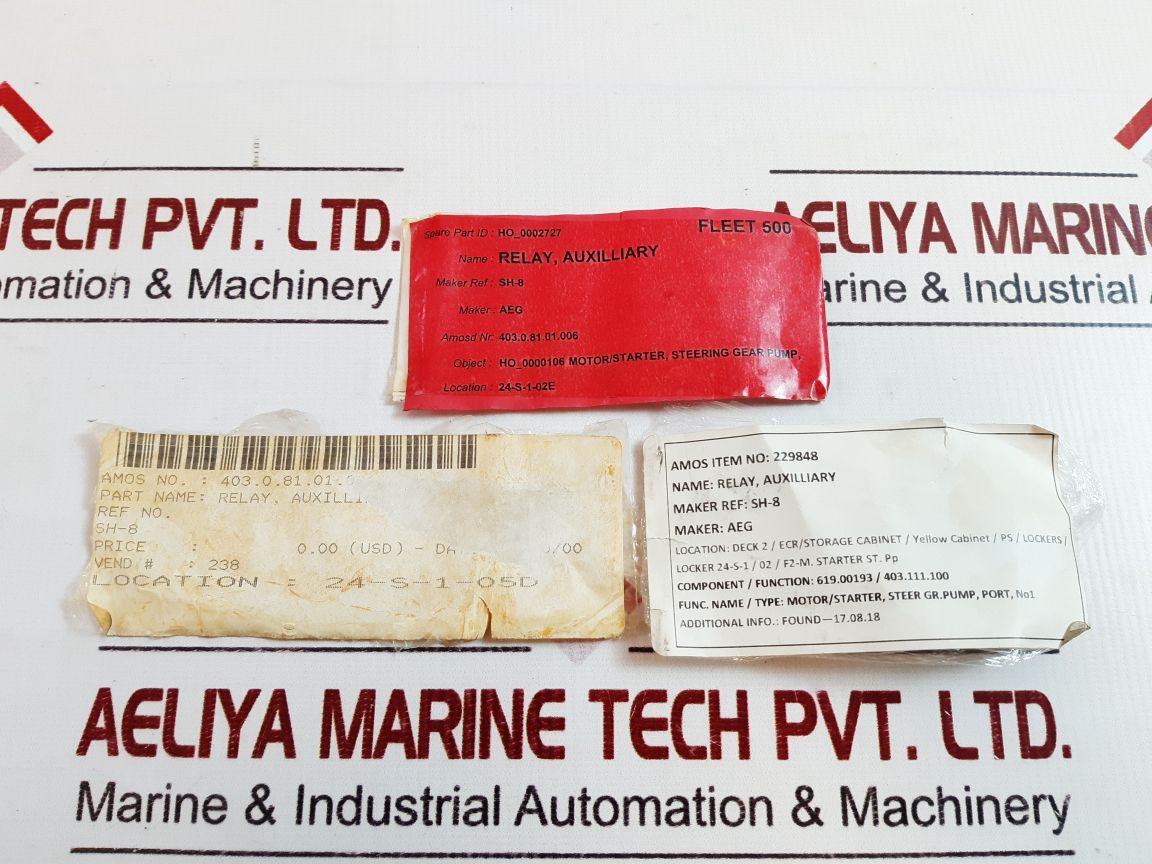 TECH PVT. LTD.
mation & Machinery
AELIYA MARINE
arine & Industrial
FLEET 500
Spare Part ID : HO_0002727
Name : RELAY, AUXILLIARY
Maker Ref : SH-8
Maker : AEG
Amosd Nr: 403.0.81.01.006
Object : HO_0000106 MOTOR/STARTER, STEERING GEAR PUMP,
Location : 24-S-1-02E
AMOS NO. : 403.0.81.01.
PART NAME: RELAY, AUXILLI
REF NO.
SH-8
PRICE : 0.00 (USD) - DA /00
VEND # : 238
LOCATION : 24-S-1-05D
AMOS ITEM NO: 229848
NAME: RELAY, AUXILLIARY
MAKER REF: SH-8
MAKER: AEG
LOCATION: DECK 2 / ECR/STORAGE CABINET / Yellow Cabinet / PS / LOCKERS /
LOCKER 24-S-1 / 02 / F2-M. STARTER ST. Pp
COMPONENT / FUNCTION: 619.00193 / 403.111.100
FUNC. NAME / TYPE: MOTOR/STARTER, STEER GR.PUMP, PORT, No1
ADDITIONAL INFO.: FOUND—17.08.18
AELIYA MARINE TECH PVT. LTD.
Marine & Industrial Automation & Machinery